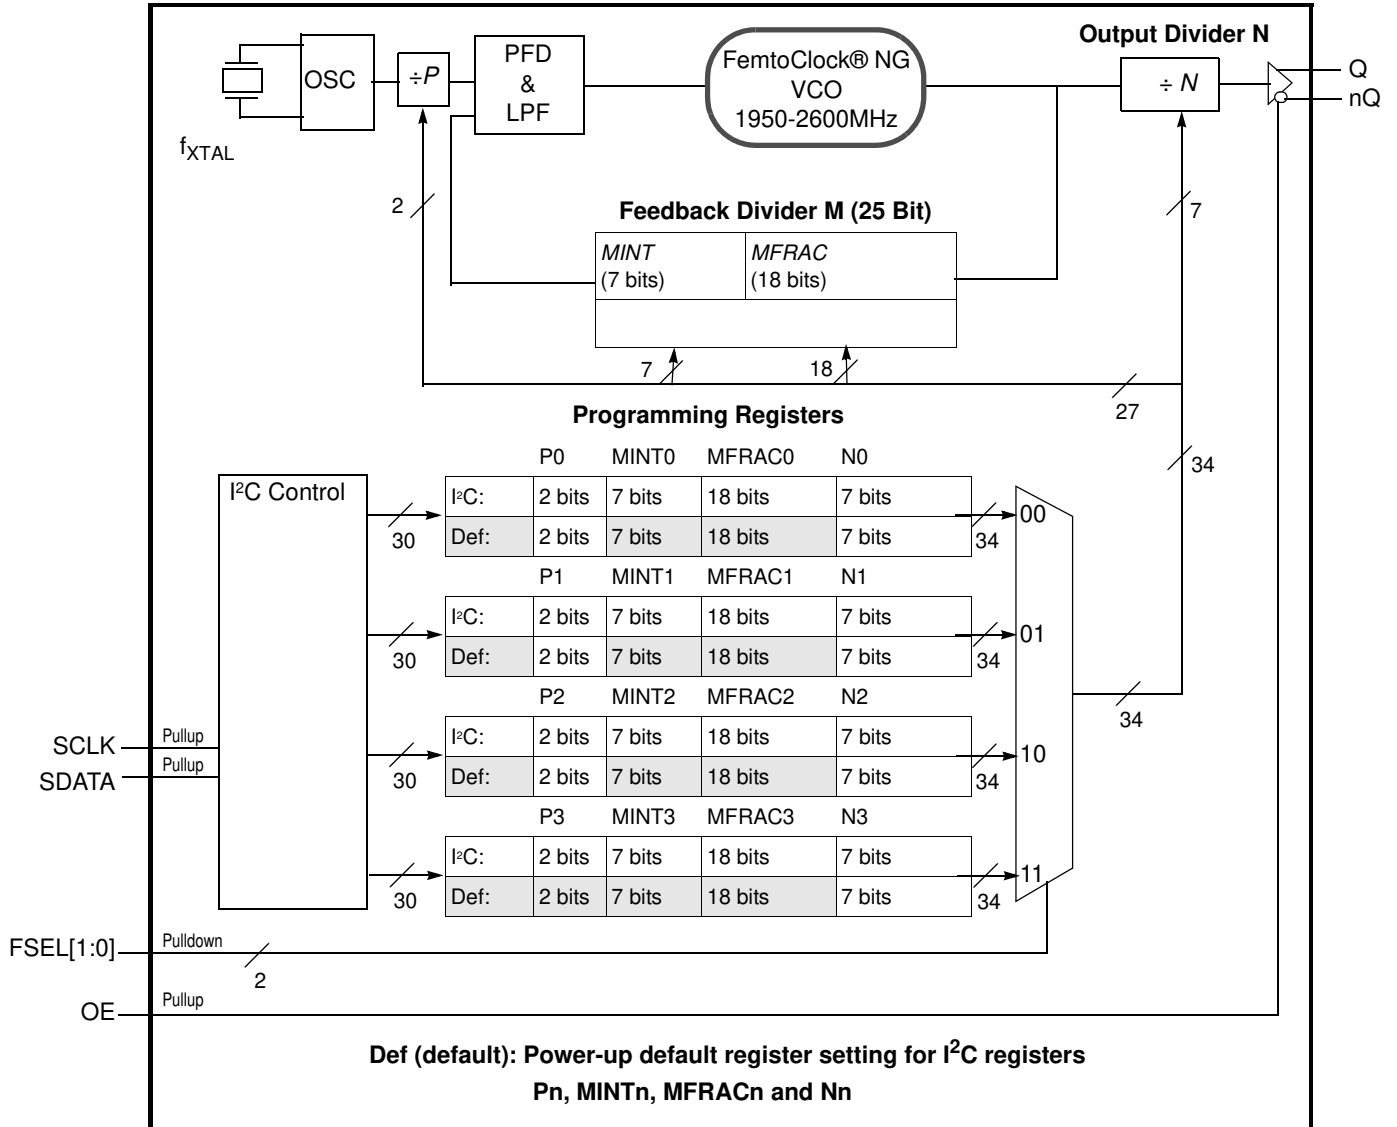 Output Divider N
OSC
÷P
PFD
&
LPF
FemtoClock® NG
VCO
1950-2600MHz
÷ N
Q
nQ
fXTAL
2
7
Feedback Divider M (25 Bit)
MINT
(7 bits)
MFRAC
(18 bits)
7
18
27
Programming Registers
34
P0 MINT0 MFRAC0 N0
I²C Control
I²C: 2 bits 7 bits 18 bits 7 bits
00
30
Def: 2 bits 7 bits 18 bits 7 bits
34
P1 MINT1 MFRAC1 N1
I²C: 2 bits 7 bits 18 bits 7 bits
01
30
Def: 2 bits 7 bits 18 bits 7 bits
34
P2 MINT2 MFRAC2 N2
34
SCLK
Pullup
I²C: 2 bits 7 bits 18 bits 7 bits
10
SDATA
Pullup
30
Def: 2 bits 7 bits 18 bits 7 bits
34
P3 MINT3 MFRAC3 N3
I²C: 2 bits 7 bits 18 bits 7 bits
11
30
Def: 2 bits 7 bits 18 bits 7 bits
34
FSEL[1:0]
Pulldown
2
OE
Pullup
Def (default): Power-up default register setting for I²C registers
Pn, MINTn, MFRACn and Nn